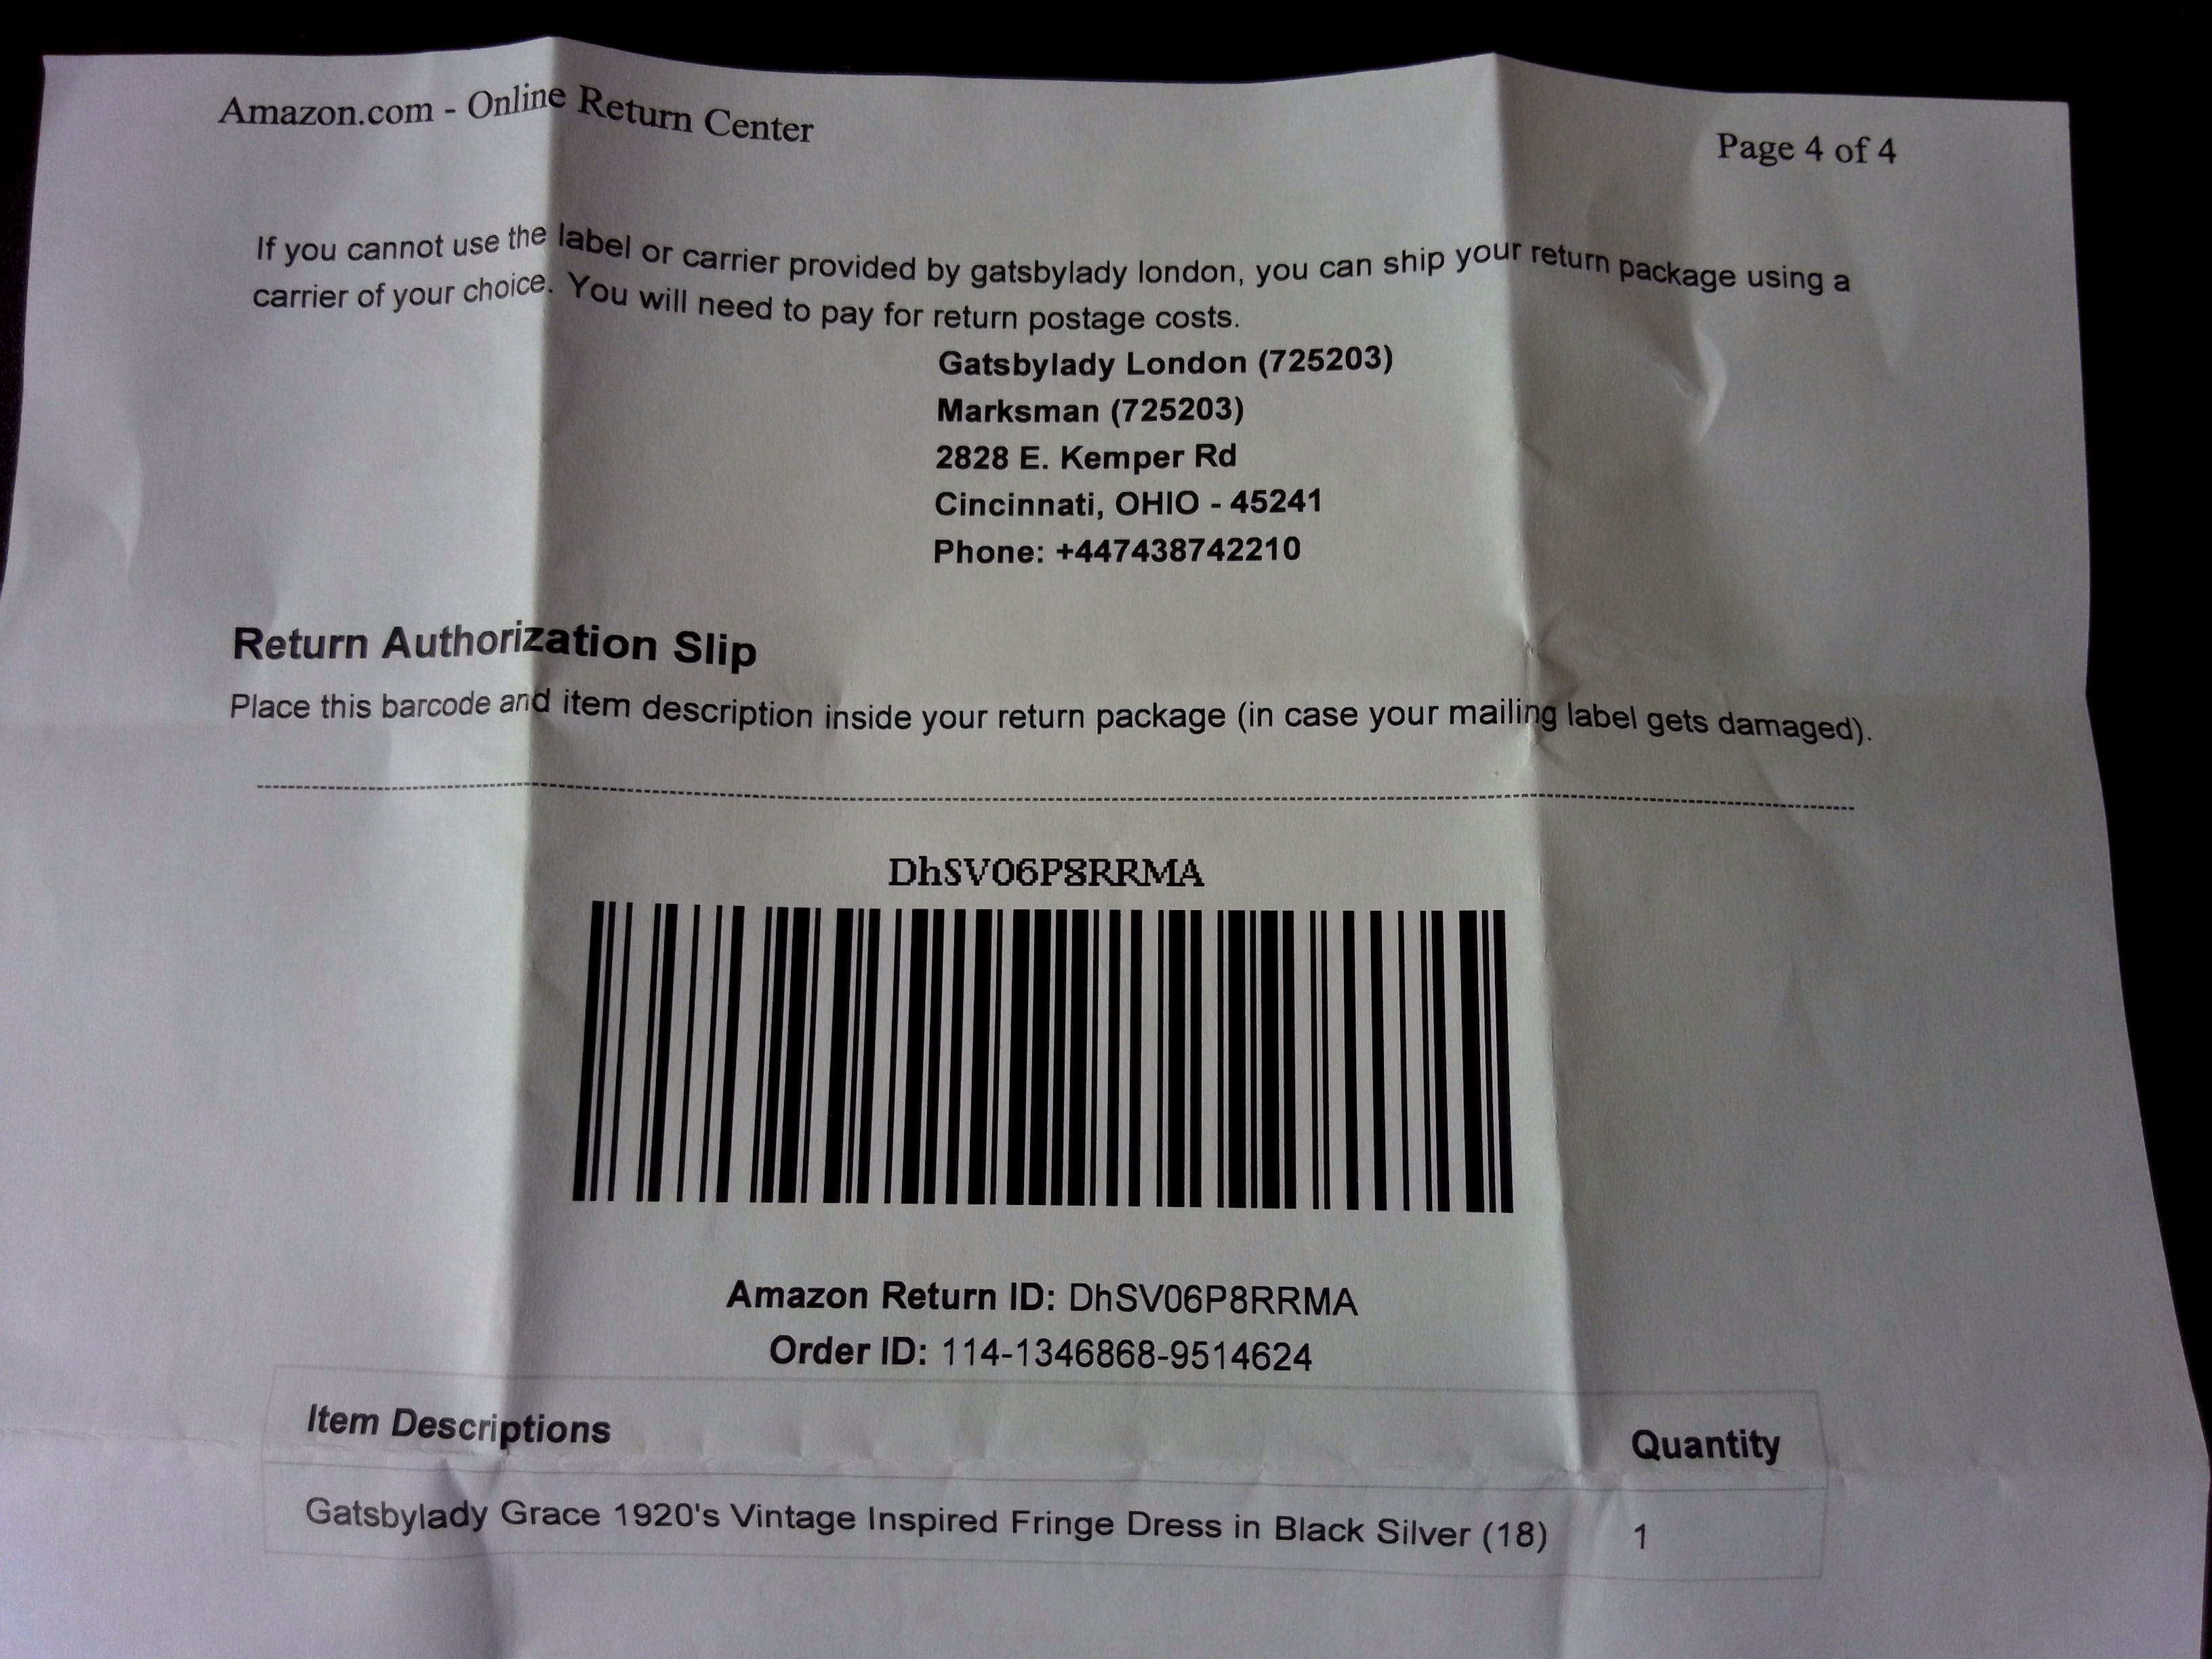 Amazon.com - Online Return Center
Page 4 of 4
If you cannot use the label or carrier provided by gatsbylady london, you can ship your return package using a
carrier of your choice. You will need to pay for return postage costs.
Gatsbylady London (725203)
Marksman (725203)
2828 E. Kemper Rd
Cincinnati, OHIO - 45241
Phone: +447438742210
Return Authorization Slip
Place this barcode and item description inside your return package (in case your mailing label gets damaged).
DhSV06P8RRMA
Amazon Return ID: DhSV06P8RRMA
Order ID: 114-1346868-9514624
Item Descriptions
Quantity
Gatsbylady Grace 1920's Vintage Inspired Fringe Dress in Black Silver (18)
1